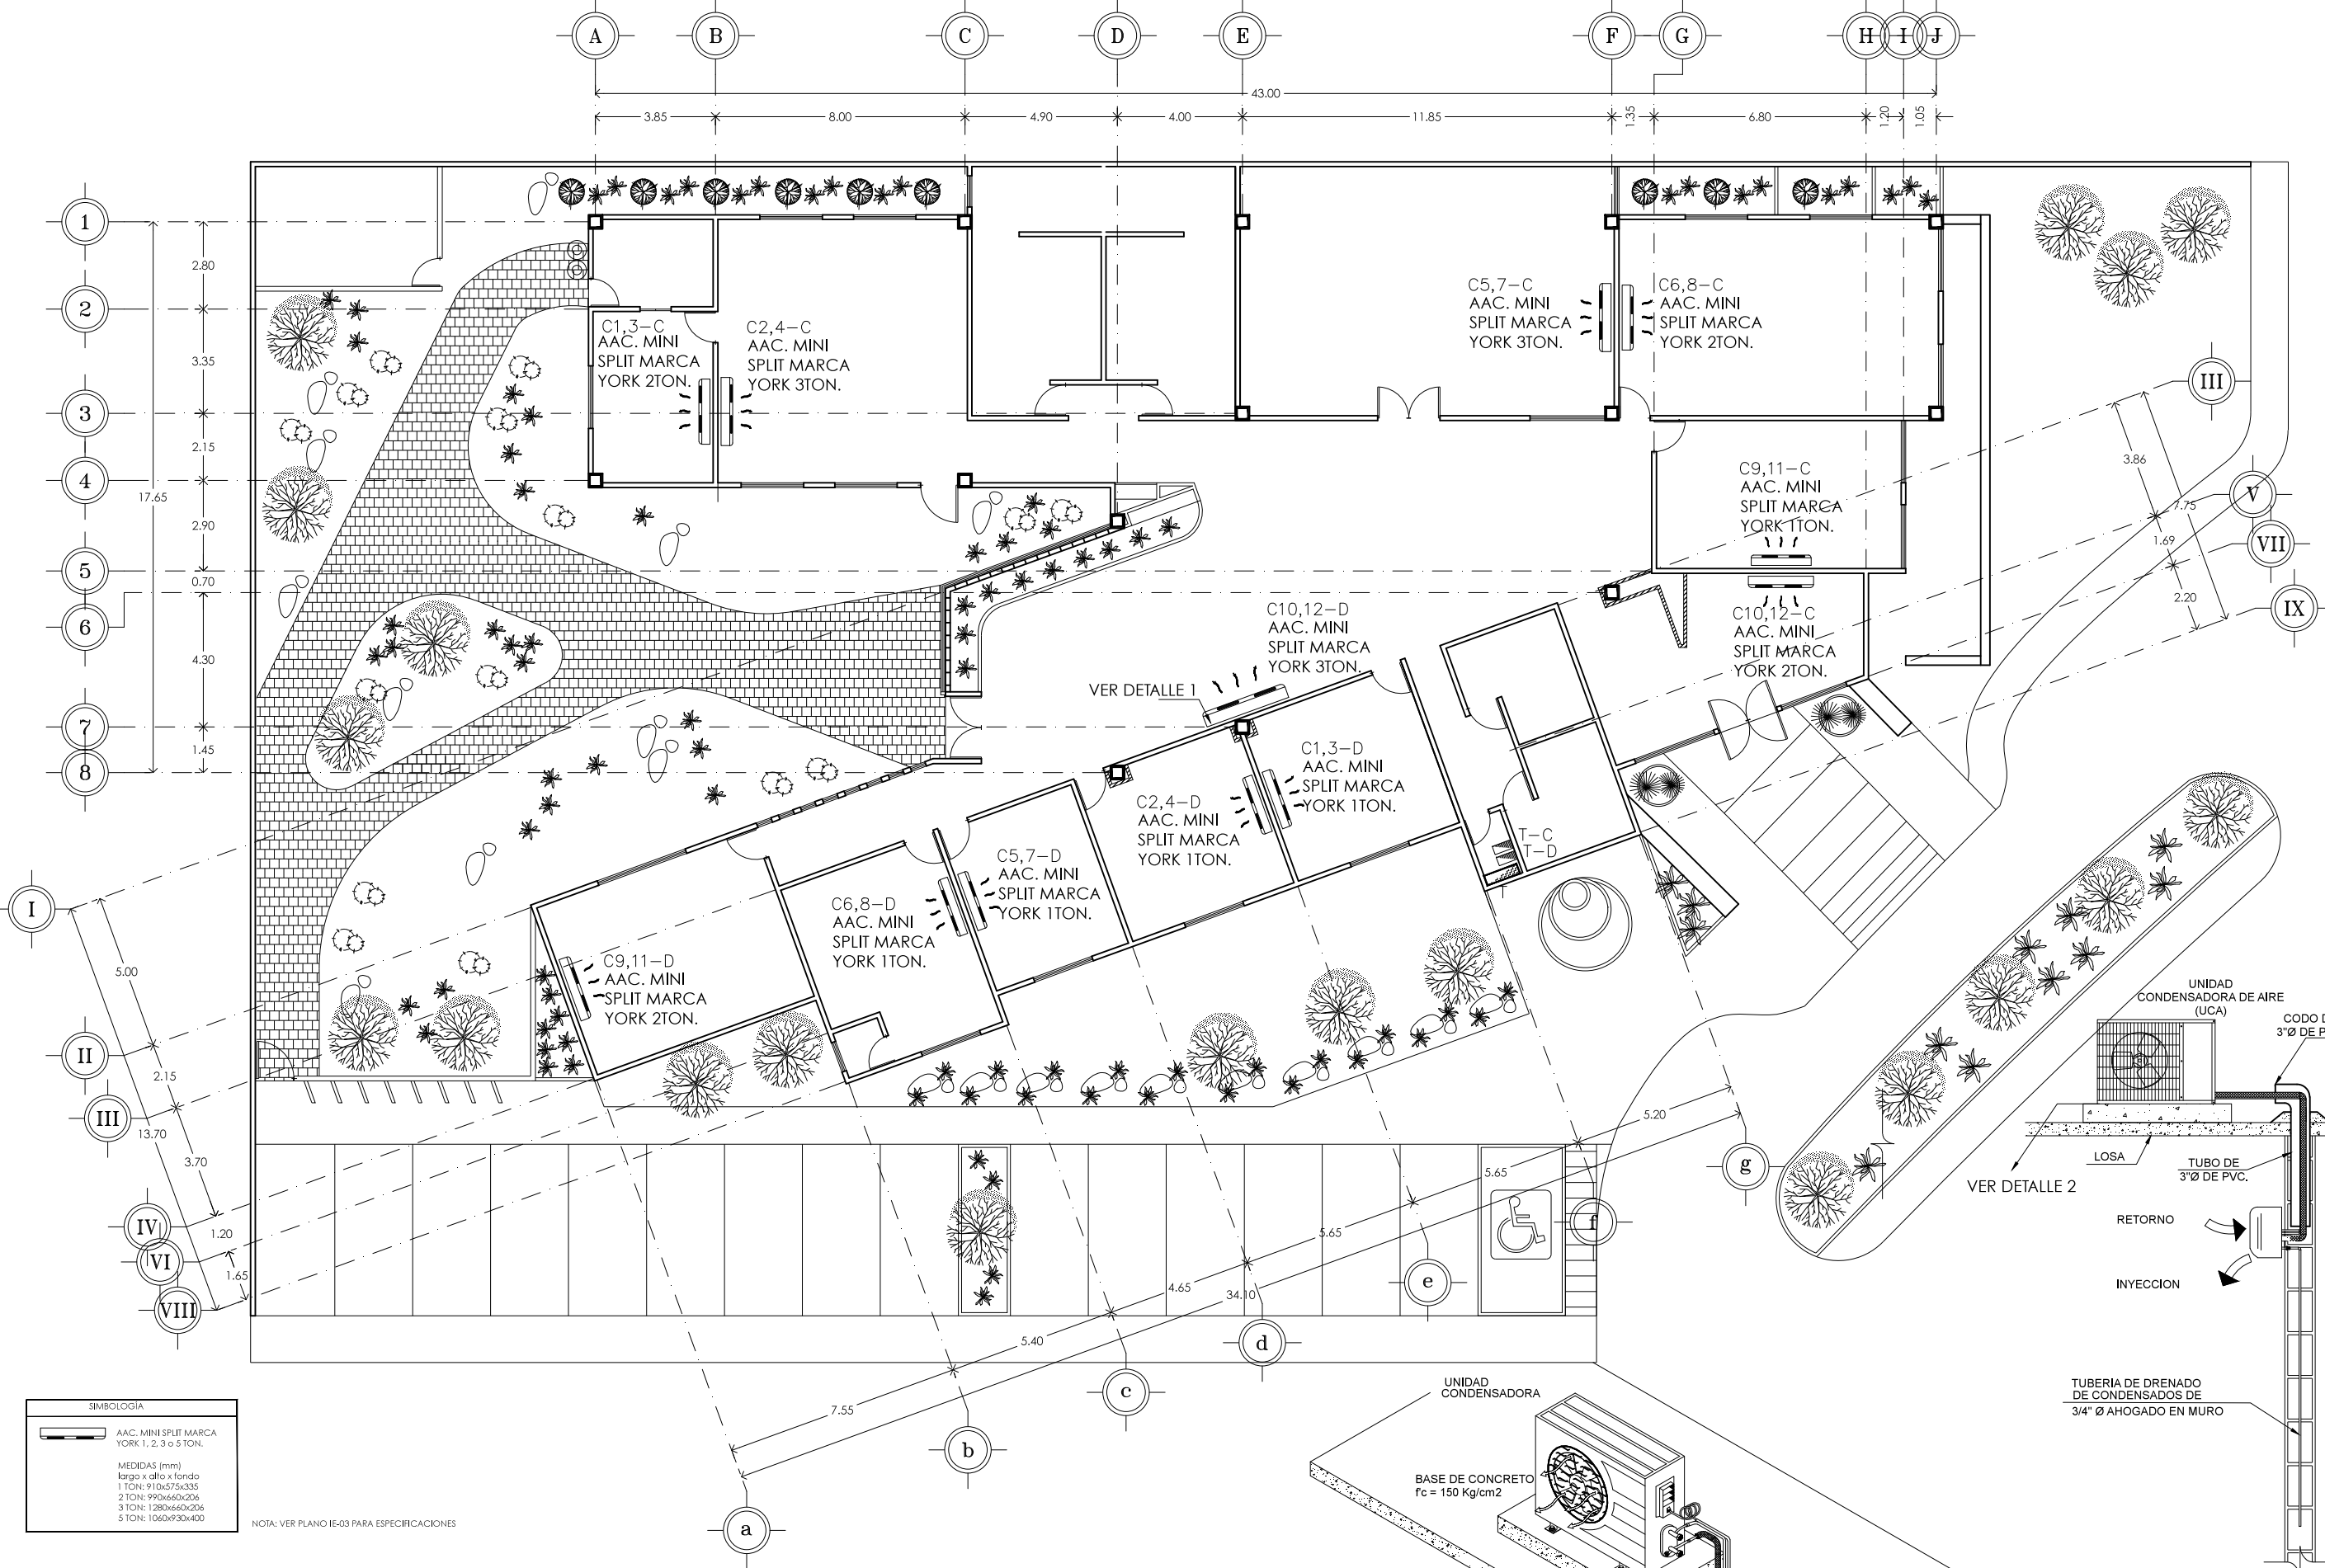 A B C D E F G H I J
43.00
3.85 8.00 4.90 4.00 11.85 1.35 6.80 1.20 1.05
1
2
3
4
5
6
7
8
17.65
2.80
3.35
2.15
2.90
0.70
4.30
1.45
C1,3-C
AAC. MINI
SPLIT MARCA
YORK 2TON.
C2,4-C
AAC. MINI
SPLIT MARCA
YORK 3TON.
C5,7-C
AAC. MINI
SPLIT MARCA
YORK 3TON.
C6,8-C
AAC. MINI
SPLIT MARCA
YORK 2TON.
C9,11-C
AAC. MINI
SPLIT MARCA
YORK 1TON.
C10,12-C
AAC. MINI
SPLIT MARCA
YORK 2TON.
III
V
VII
IX
3.86
7.75
1.69
2.20
C10,12-D
AAC. MINI
SPLIT MARCA
YORK 3TON.
VER DETALLE 1
C1,3-D
AAC. MINI
SPLIT MARCA
YORK 1TON.
C2,4-D
AAC. MINI
SPLIT MARCA
YORK 1TON.
C5,7-D
AAC. MINI
SPLIT MARCA
YORK 1TON.
C6,8-D
AAC. MINI
SPLIT MARCA
YORK 1TON.
C9,11-D
AAC. MINI
SPLIT MARCA
YORK 2TON.
T-C
T-D
I
II
III
IV
VI
VIII
5.00
2.15
13.70
3.70
1.20
1.65
a
b
c
d
e
f
g
7.55
5.40
4.65
34.10
5.65
5.65
5.20
UNIDAD
CONDENSADORA DE AIRE
(UCA)
CODO D
3"Ø DE P
LOSA
TUBO DE
3"Ø DE PVC.
VER DETALLE 2
RETORNO
INYECCION
TUBERIA DE DRENADO
DE CONDENSADOS DE
3/4" Ø AHOGADO EN MURO
UNIDAD
CONDENSADORA
BASE DE CONCRETO
f'c = 150 Kg/cm2
SIMBOLOGÍA
AAC. MINI SPLIT MARCA
YORK 1, 2, 3 o 5 TON.
MEDIDAS (mm)
largo x alto x fondo
1 TON: 910x575x335
2 TON: 990x660x206
3 TON: 1280x660x206
5 TON: 1060x930x400
NOTA: VER PLANO IE-03 PARA ESPECIFICACIONES